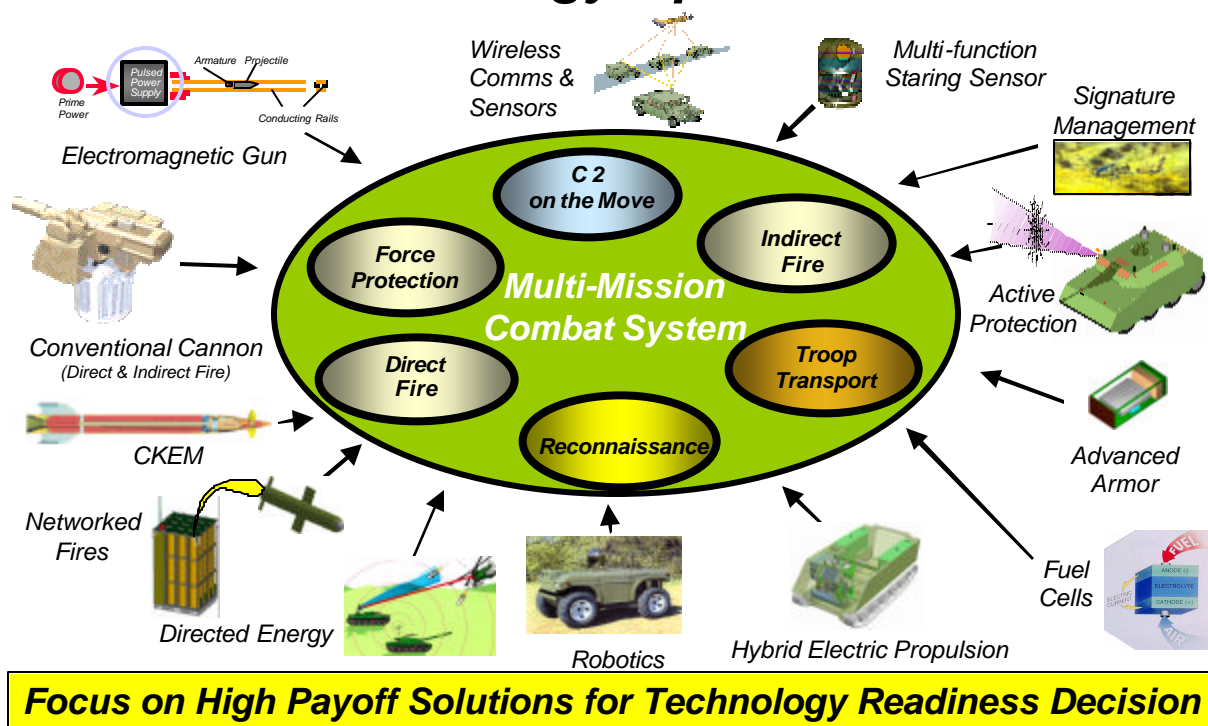 Wireless
Comms &
Sensors
Multi-function
Staring Sensor
Signature
Management
Armature
Projectile
Pulsed
Power
Supply
Prime
Power
Conducting Rails
Electromagnetic Gun
C 2
on the Move
Force
Protection
Indirect
Fire
Multi-Mission
Combat System
Active
Protection
Conventional Cannon
(Direct & Indirect Fire)
Direct
Fire
Troop
Transport
CKEM
Reconnaissance
Advanced
Armor
Networked
Fires
Fuel
Cells
FUEL
ANODE (-)
ELECTROLYTE
CATHODE (+)
ELECTRIC
CURRENT
AIR
Directed Energy
Robotics
Hybrid Electric Propulsion
Focus on High Payoff Solutions for Technology Readiness Decision